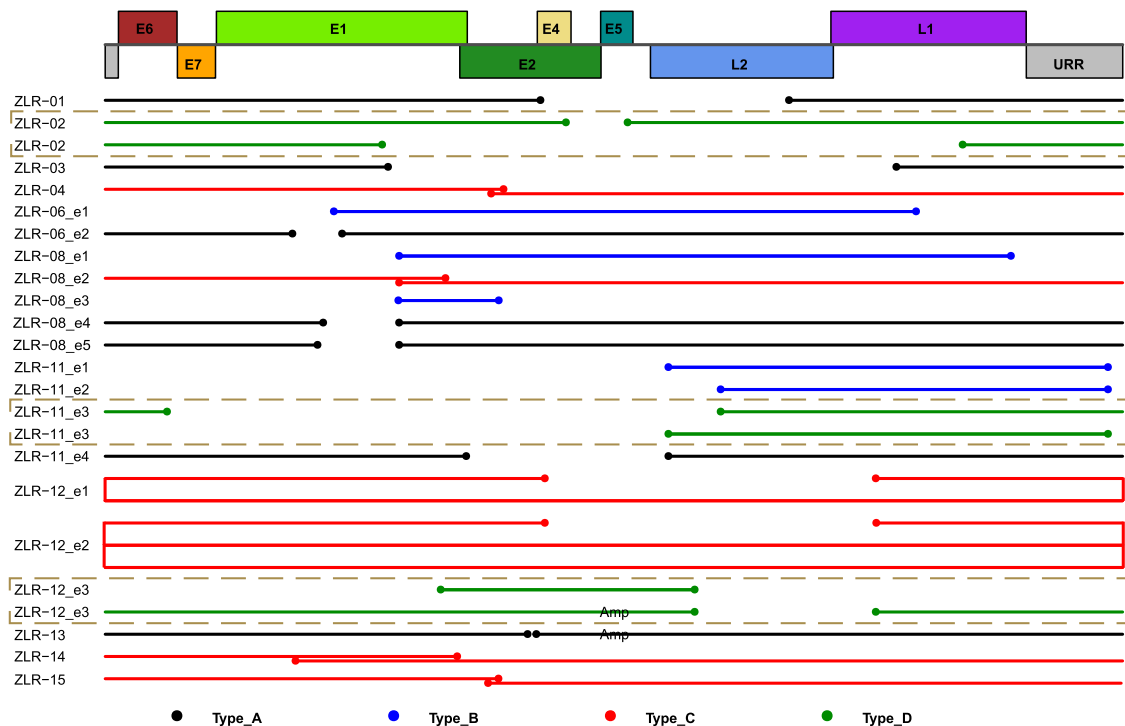 E6 E1 E4 E5 L1
E7 E2 L2 URR
ZLR−01
ZLR−02
ZLR−02
ZLR−03
ZLR−04
ZLR−06_e1
ZLR−06_e2
ZLR−08_e1
ZLR−08_e2
ZLR−08_e3
ZLR−08_e4
ZLR−08_e5
ZLR−11_e1
ZLR−11_e2
ZLR−11_e3
ZLR−11_e3
ZLR−11_e4
ZLR−12_e1
ZLR−12_e2
ZLR−12_e3
ZLR−12_e3 Amp
ZLR−13 Amp
ZLR−14
ZLR−15
Type_A Type_B Type_C Type_D